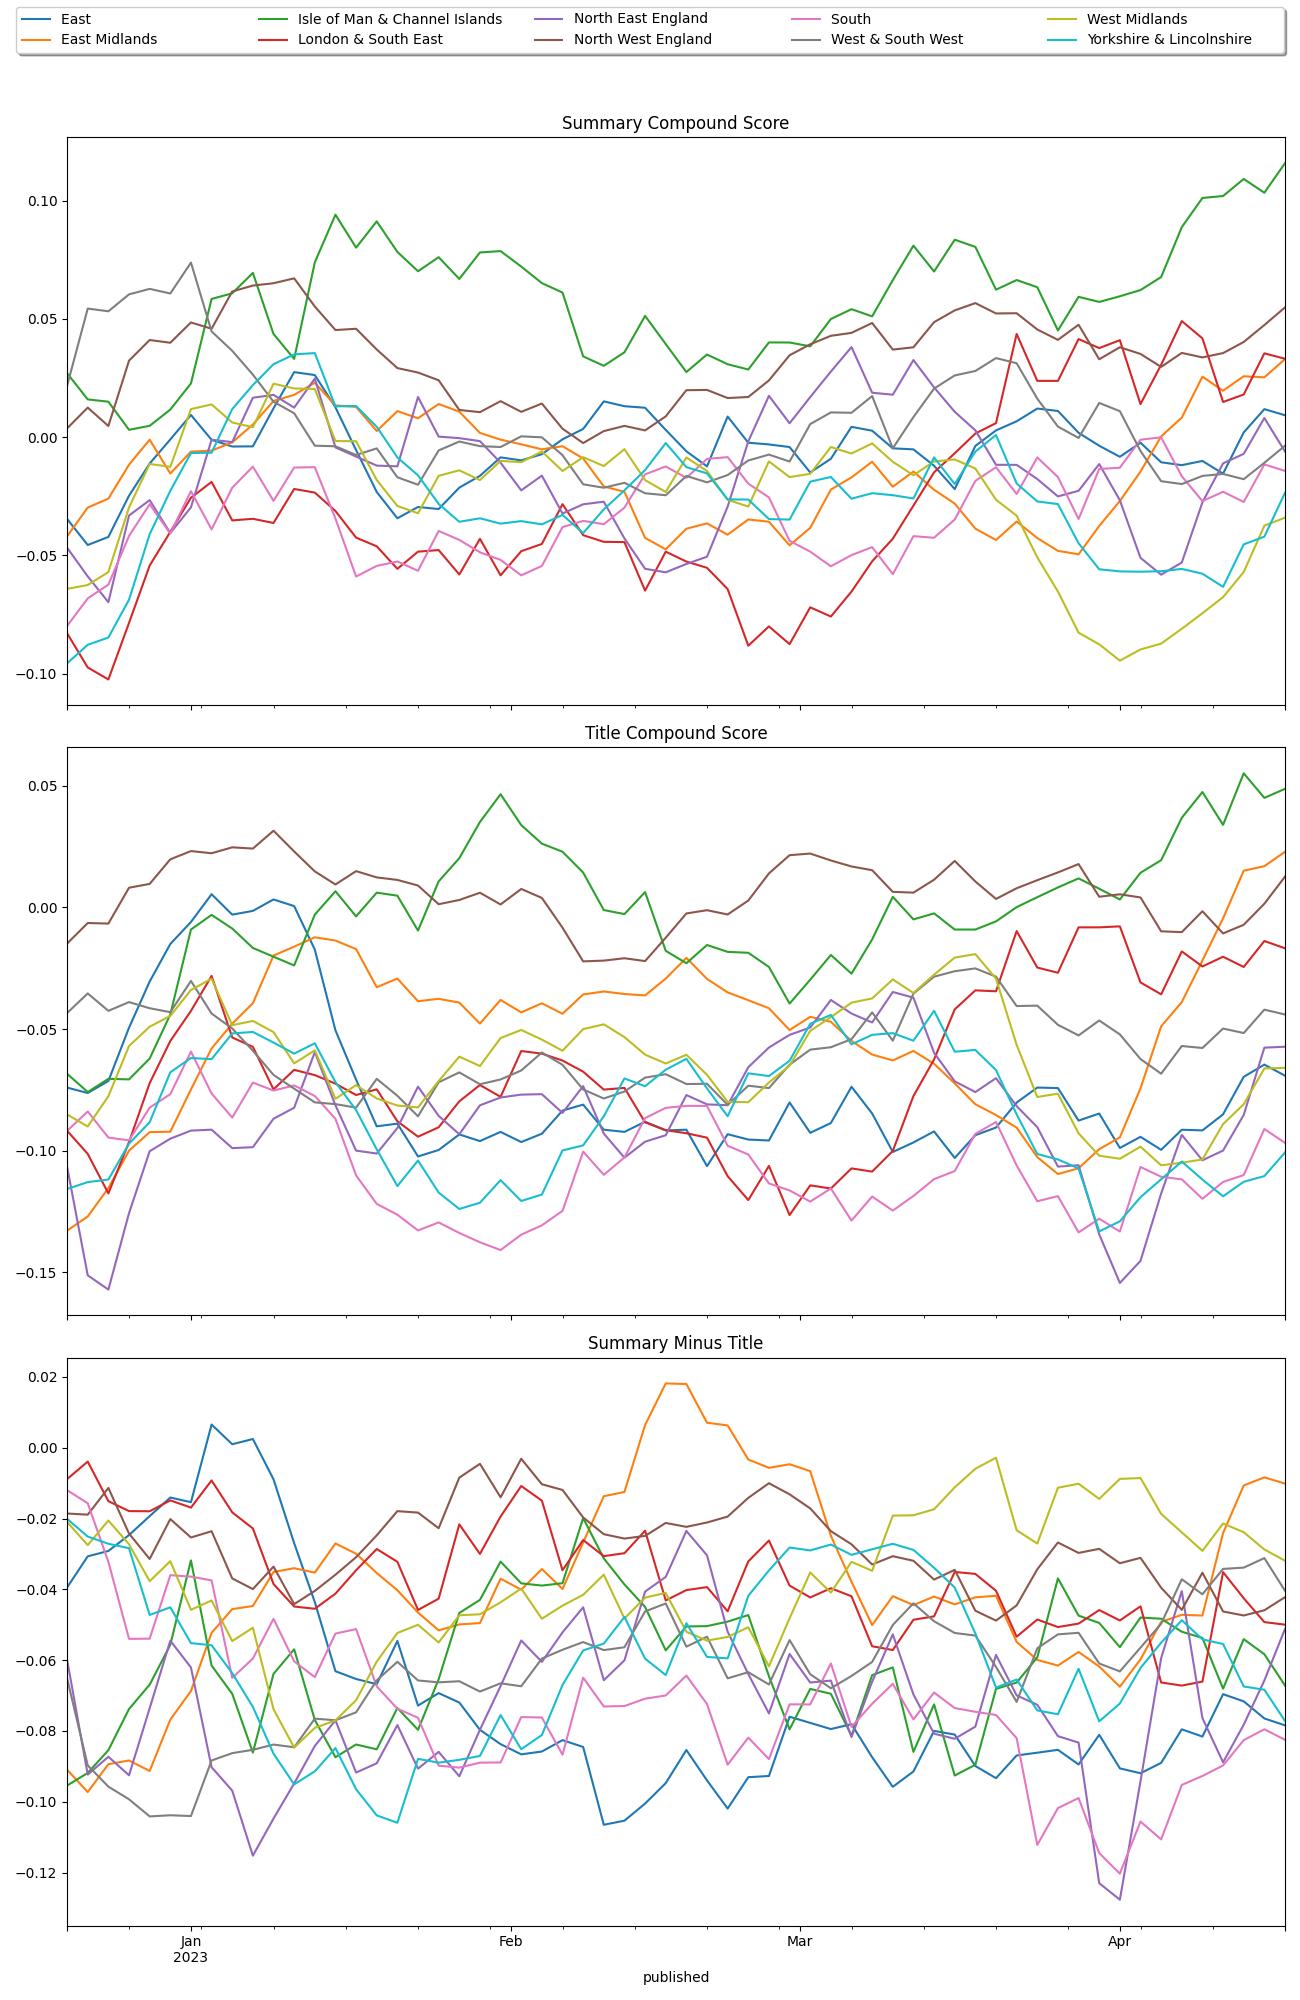 East Isle of Man & Channel Islands North East England South West Midlands
East Midlands London & South East North West England West & South West Yorkshire & Lincolnshire
Summary Compound Score
0.10
0.05
0.00
−0.05
−0.10
Title Compound Score
0.05
0.00
−0.05
−0.10
−0.15
Summary Minus Title
0.02
0.00
−0.02
−0.04
−0.06
−0.08
−0.10
−0.12
Jan Feb Mar Apr
2023
published